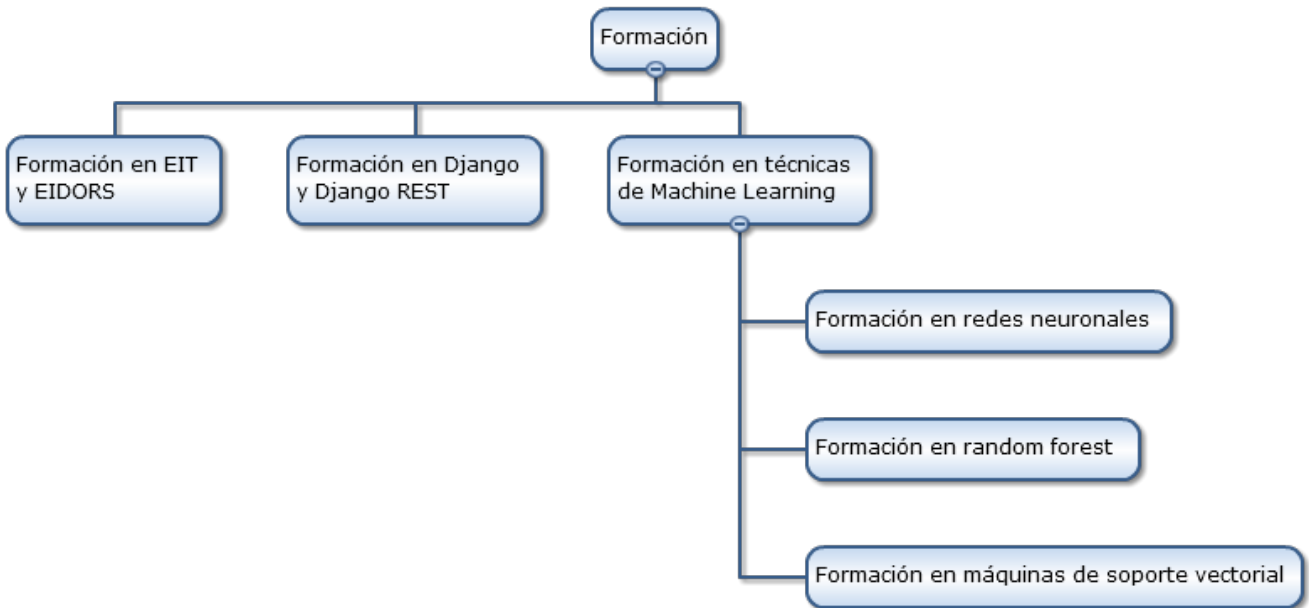 Formación
Formación en EIT
y EIDORS
Formación en Django
y Django REST
Formación en técnicas
de Machine Learning
Formación en redes neuronales
Formación en random forest
Formación en máquinas de soporte vectorial